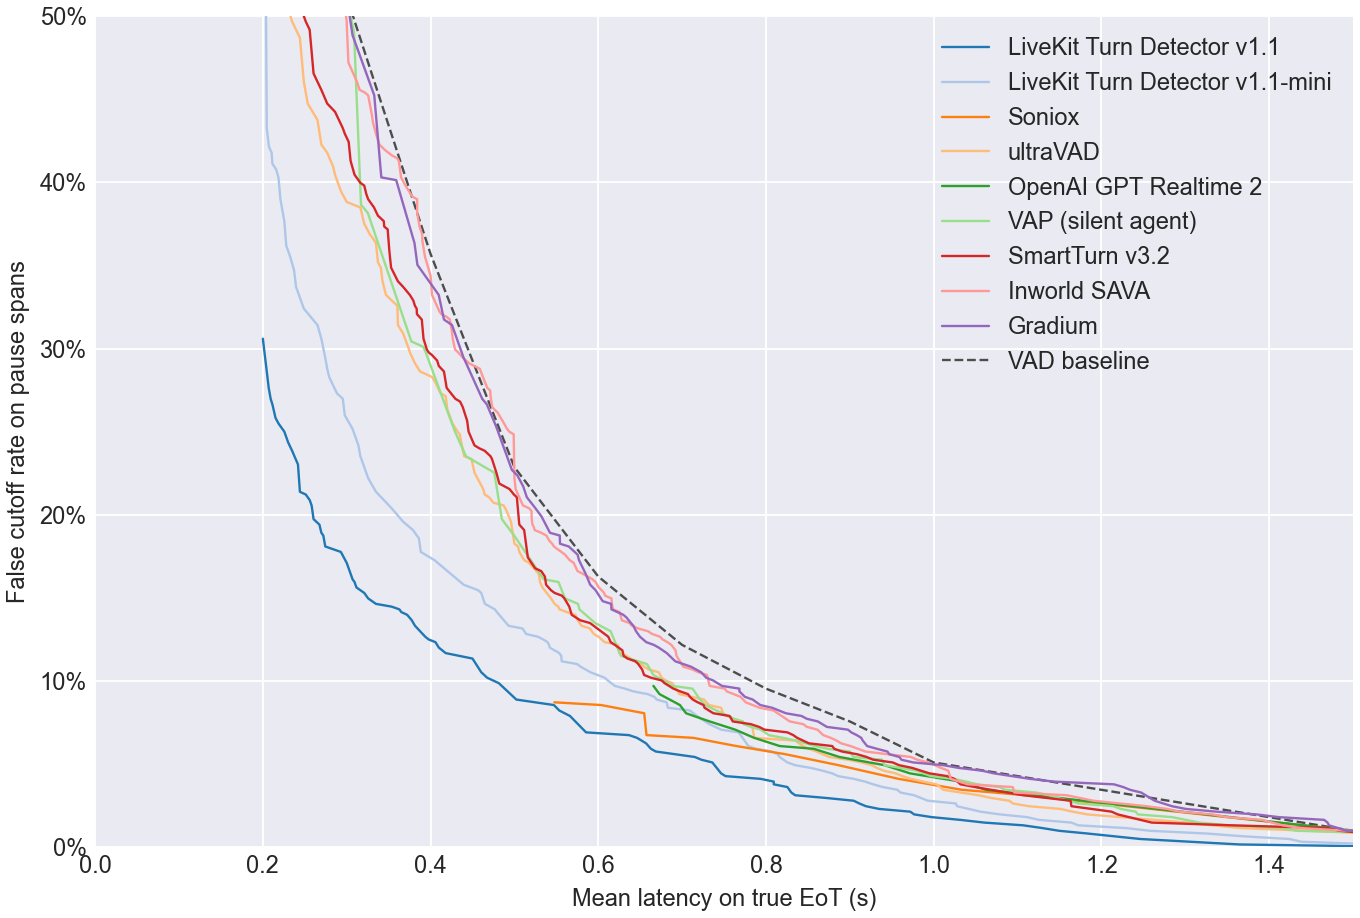 50%
40%
30%
20%
10%
0%
False cutoff rate on pause spans
LiveKit Turn Detector v1.1
LiveKit Turn Detector v1.1-mini
Soniox
ultraVAD
OpenAI GPT Realtime 2
VAP (silent agent)
SmartTurn v3.2
Inworld SAVA
Gradium
VAD baseline
0.0 0.2 0.4 0.6 0.8 1.0 1.2 1.4
Mean latency on true EoT (s)